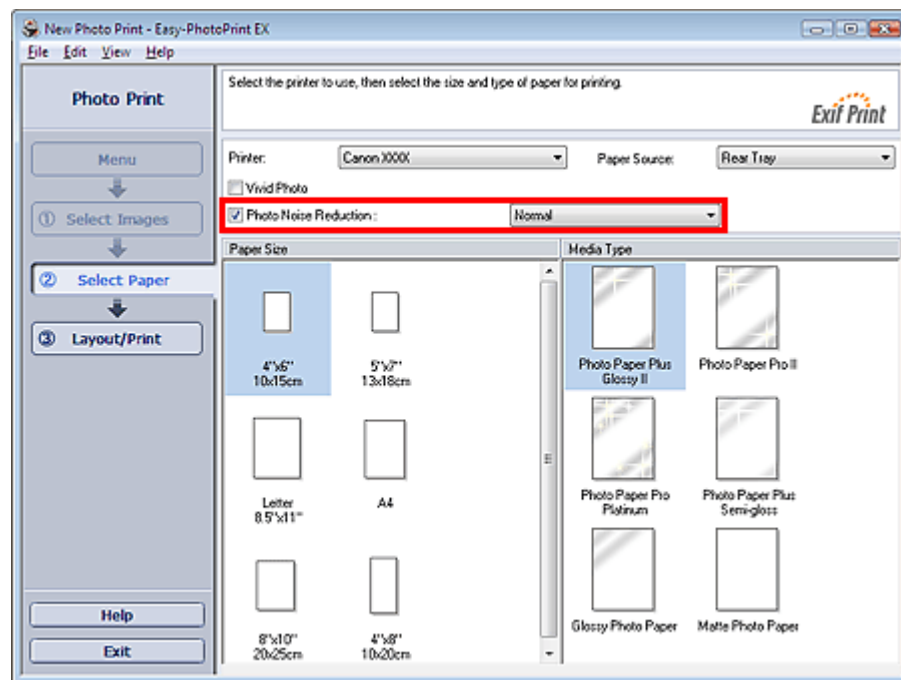 New Photo Print - Easy-PhotoPrint EX
File Edit View Help
Photo Print
Select the printer to use, then select the size and type of paper for printing.
Exif Print
Menu
① Select Images
② Select Paper
③ Layout/Print
Help
Exit
Printer: Canon XXXX Paper Source: Rear Tray
Vivid Photo
Photo Noise Reduction : Normal
Paper Size
4"x6"
10x15cm
5"x7"
13x18cm
Letter
8.5"x11"
A4
8"x10"
20x25cm
4"x8"
10x20cm
Media Type
Photo Paper Plus
Glossy II
Photo Paper Pro II
Photo Paper Pro
Platinum
Photo Paper Plus
Semi-gloss
Glossy Photo Paper
Matte Photo Paper